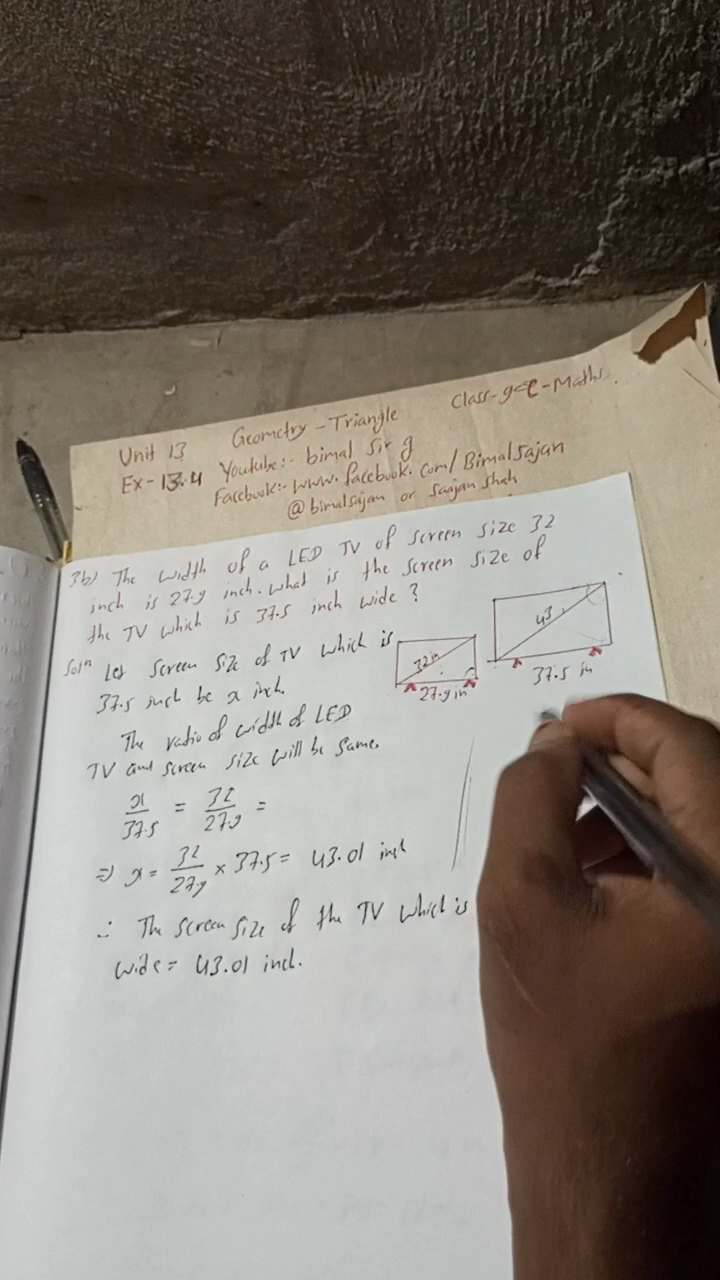 Unit 13 Geometry - Triangle Class - 9 - Maths.
Ex - 13.4 Youtube:- bimal Sir g
Facebook:- www.facebook.com/Bimalsajan
@bimalsajan or Saajan Shah
3b) The width of a LED TV of screen size 32
inch is 27.9 inch. what is the screen size of
the TV which is 37.5 inch wide ?
Solⁿ Let screen size of TV which is
37.5 inch be x inch.
The ratio of width of LED
TV and screen size will be same.
x/37.5 = 32/27.9 =
⇒ x = 32/27.9 × 37.5 = 43.01 inch
∴ The screen size of the TV which is
wide = 43.01 inch.
32 in
27.9 in
43
37.5 in